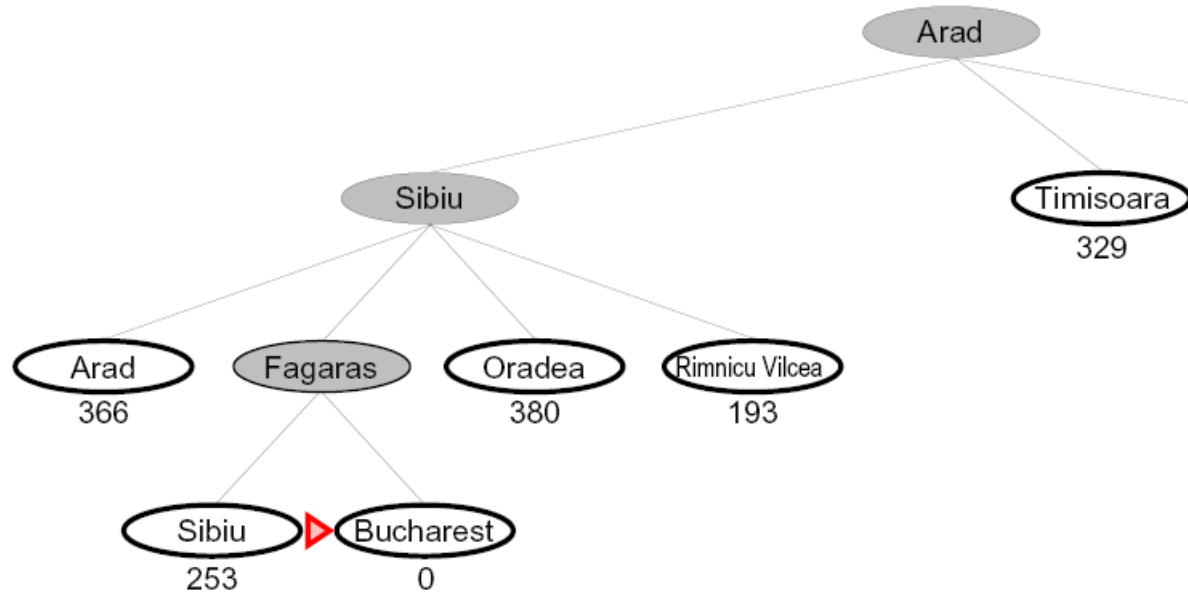 Arad
Sibiu
Timisoara
329
Arad
Fagaras
Oradea
Rimnicu Vilcea
366
380
193
Sibiu
Bucharest
253
0